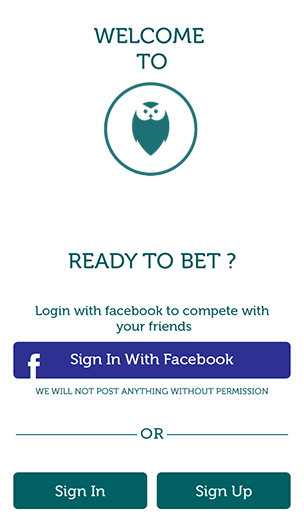 WELCOME
TO
READY TO BET ?
Login with facebook to compete with
your friends
f
Sign In With Facebook
WE WILL NOT POST ANYTHING WITHOUT PERMISSION
OR
Sign In
Sign Up